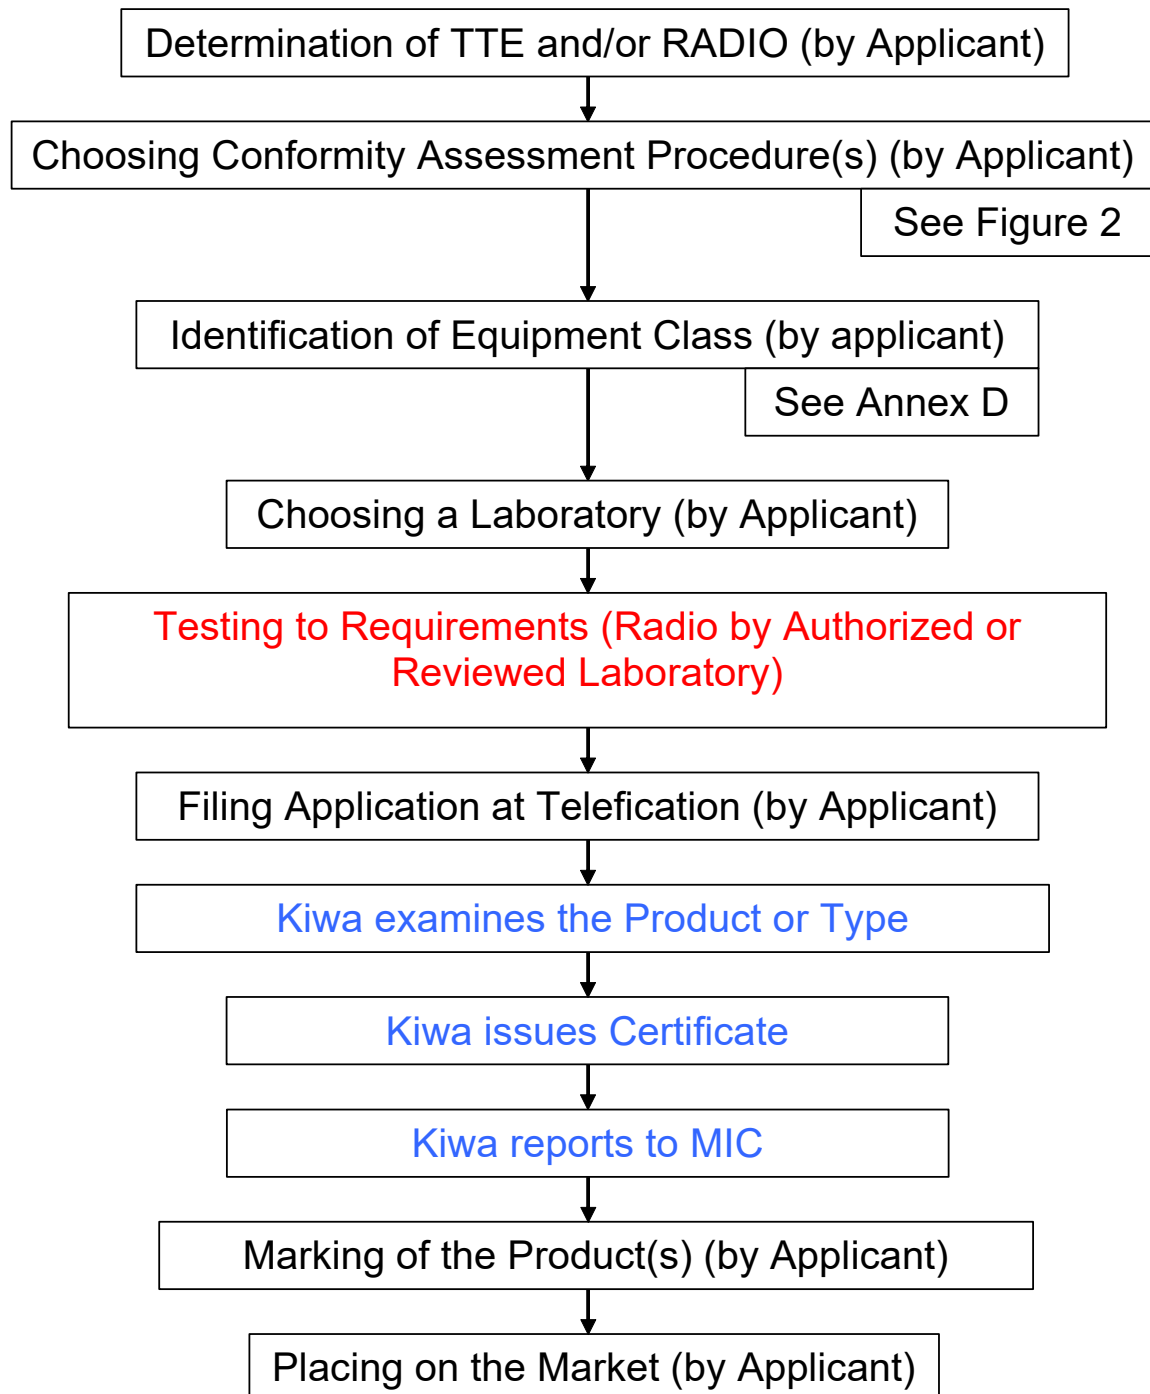 Determination of TTE and/or RADIO (by Applicant)
Choosing Conformity Assessment Procedure(s) (by Applicant)
See Figure 2
Identification of Equipment Class (by applicant)
See Annex D
Choosing a Laboratory (by Applicant)
Testing to Requirements (Radio by Authorized or
Reviewed Laboratory)
Filing Application at Telefication (by Applicant)
Kiwa examines the Product or Type
Kiwa issues Certificate
Kiwa reports to MIC
Marking of the Product(s) (by Applicant)
Placing on the Market (by Applicant)